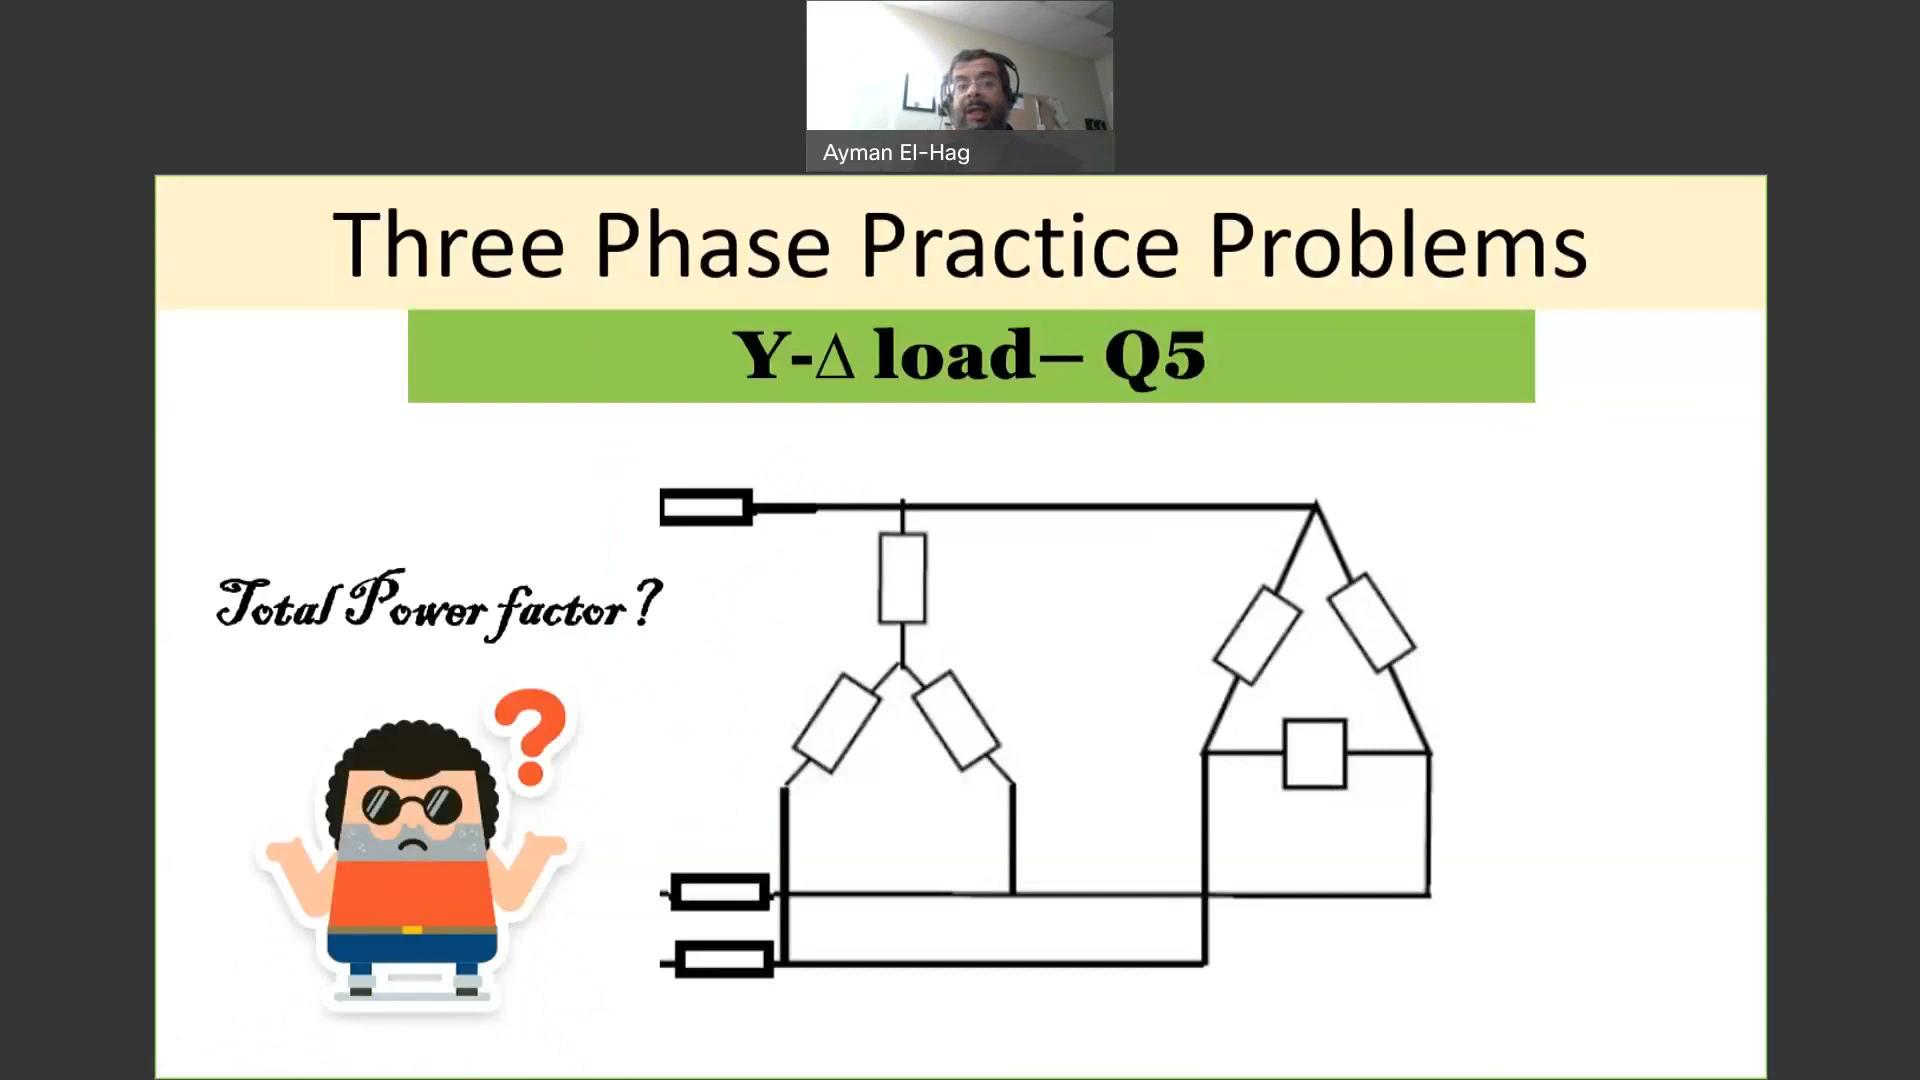 Ayman El-Hag
Three Phase Practice Problems
Y-Δ load– Q5
Total Power factor?
?